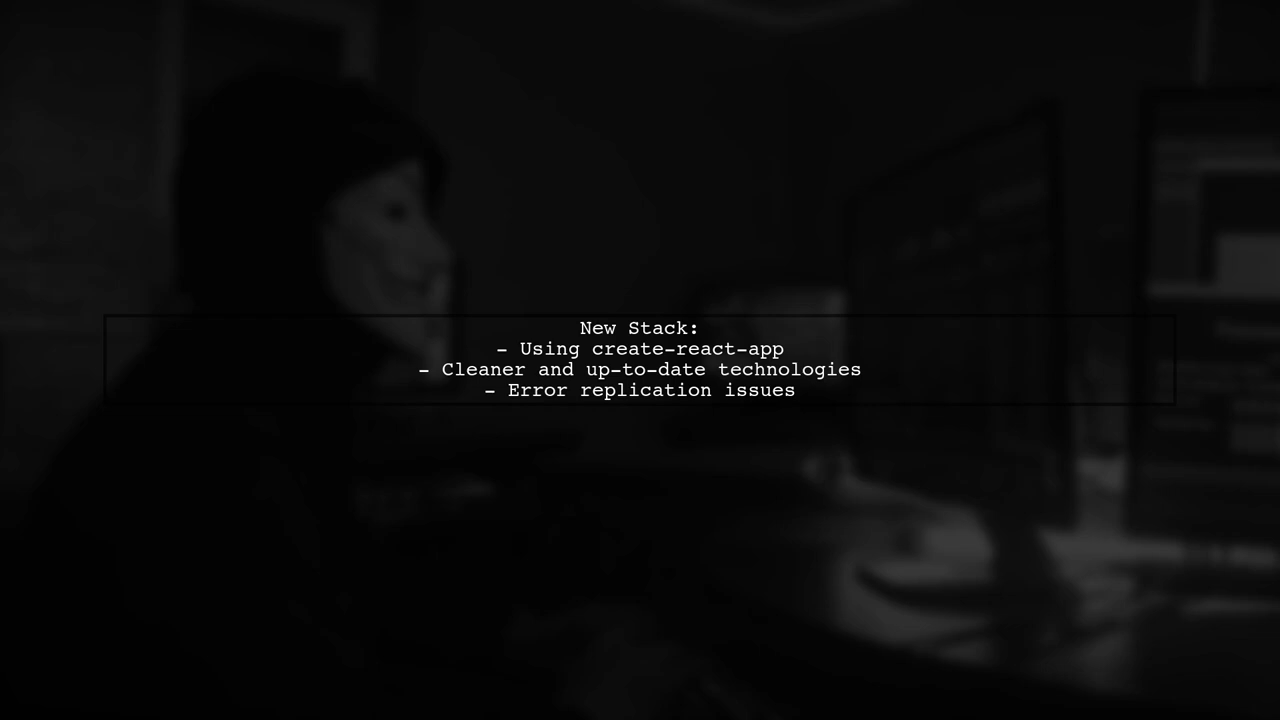 New Stack:
- Using create-react-app
- Cleaner and up-to-date technologies
- Error replication issues